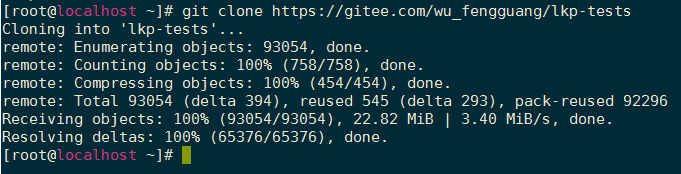 [root@localhost ~]# git clone https://gitee.com/wu_fengguang/lkp-tests
Cloning into 'lkp-tests'...
remote: Enumerating objects: 93054, done.
remote: Counting objects: 100% (758/758), done.
remote: Compressing objects: 100% (454/454), done.
remote: Total 93054 (delta 394), reused 545 (delta 293), pack-reused 92296
Receiving objects: 100% (93054/93054), 22.82 MiB | 3.40 MiB/s, done.
Resolving deltas: 100% (65376/65376), done.
[root@localhost ~]#